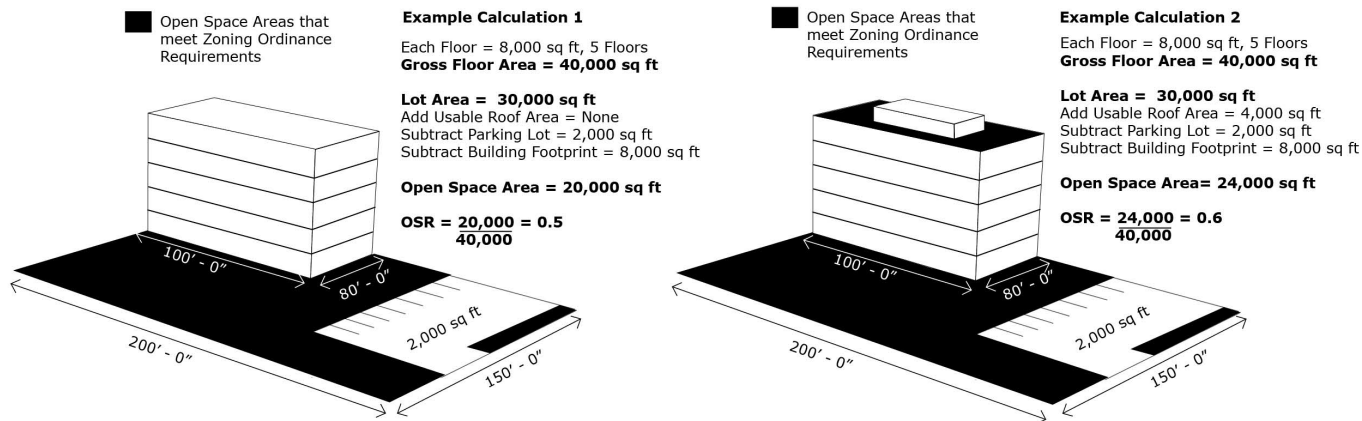 Open Space Areas that
meet Zoning Ordinance
Requirements
Example Calculation 1
Each Floor = 8,000 sq ft, 5 Floors
Gross Floor Area = 40,000 sq ft
Lot Area = 30,000 sq ft
Add Usable Roof Area = None
Subtract Parking Lot = 2,000 sq ft
Subtract Building Footprint = 8,000 sq ft
Open Space Area = 20,000 sq ft
OSR = 20,000 = 0.5
40,000
100' - 0"
80' - 0"
2,000 sq ft
200' - 0"
150' - 0"
Open Space Areas that
meet Zoning Ordinance
Requirements
Example Calculation 2
Each Floor = 8,000 sq ft, 5 Floors
Gross Floor Area = 40,000 sq ft
Lot Area = 30,000 sq ft
Add Usable Roof Area = 4,000 sq ft
Subtract Parking Lot = 2,000 sq ft
Subtract Building Footprint = 8,000 sq ft
Open Space Area= 24,000 sq ft
OSR = 24,000 = 0.6
40,000
100' - 0"
80' - 0"
2,000 sq ft
200' - 0"
150' - 0"